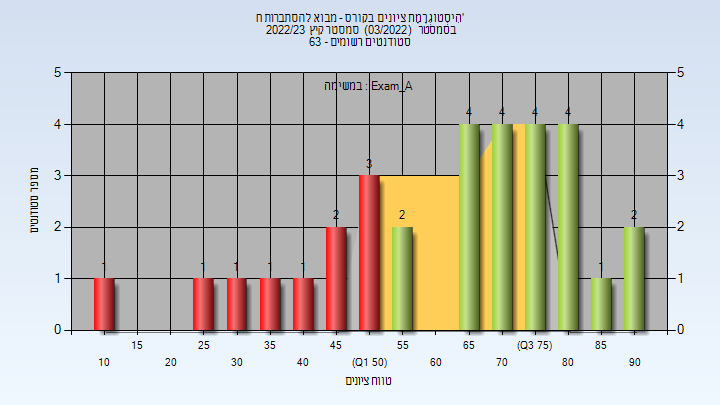 היסטוגרמת ציונים בקורס - מבוא להסתברות ח'
בסמסטר (03/2022) סמסטר קיץ 2022/23
סטודנטים רשומים - 63
במשימה : Exam_A
מספר סטודנטים
5 5
4 4
3 3
2 2
1 1
0 0
1 1 1 1 1 2 3 2 4 4 4 4 1 2
15 25 35 45 55 65 (Q3 75) 85
10 20 30 40 (Q1 50) 60 70 80 90
טווח ציונים